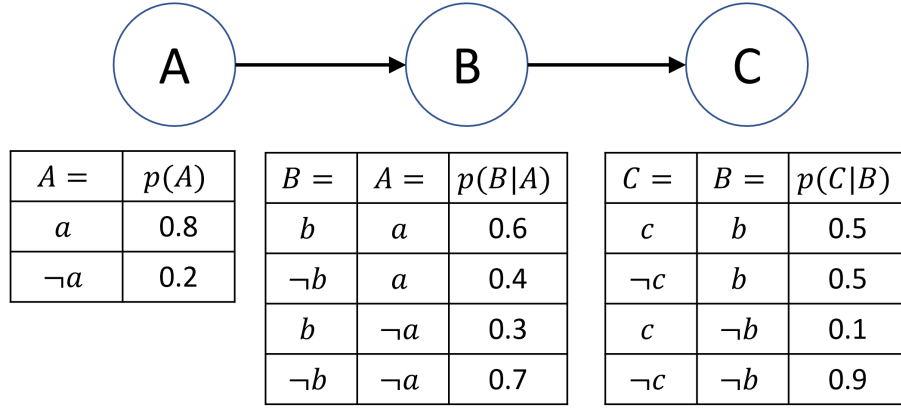 A B C
A = p(A)
a 0.8
¬a 0.2
B = A = p(B|A)
b a 0.6
¬b a 0.4
b ¬a 0.3
¬b ¬a 0.7
C = B = p(C|B)
c b 0.5
¬c b 0.5
c ¬b 0.1
¬c ¬b 0.9